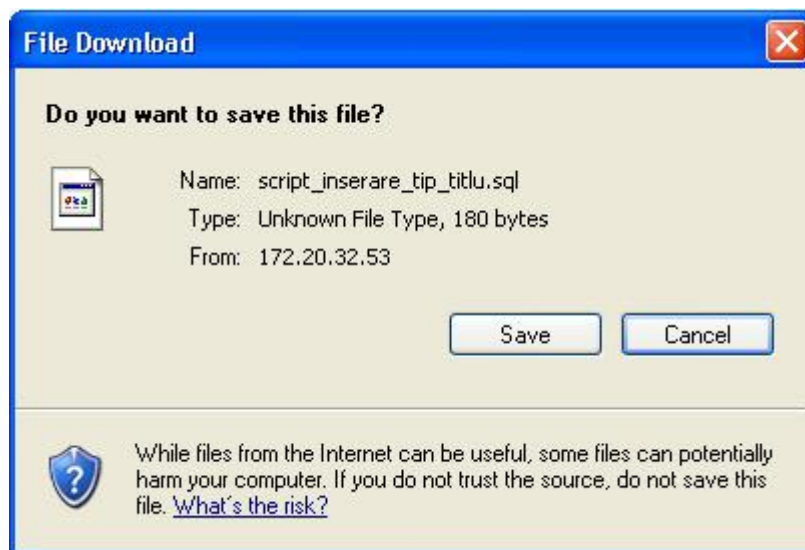 File Download
Do you want to save this file?
Name: script_inserare_tip_titlu.sql
Type: Unknown File Type, 180 bytes
From: 172.20.32.53
Save Cancel
While files from the Internet can be useful, some files can potentially
harm your computer. If you do not trust the source, do not save this
file. What's the risk?